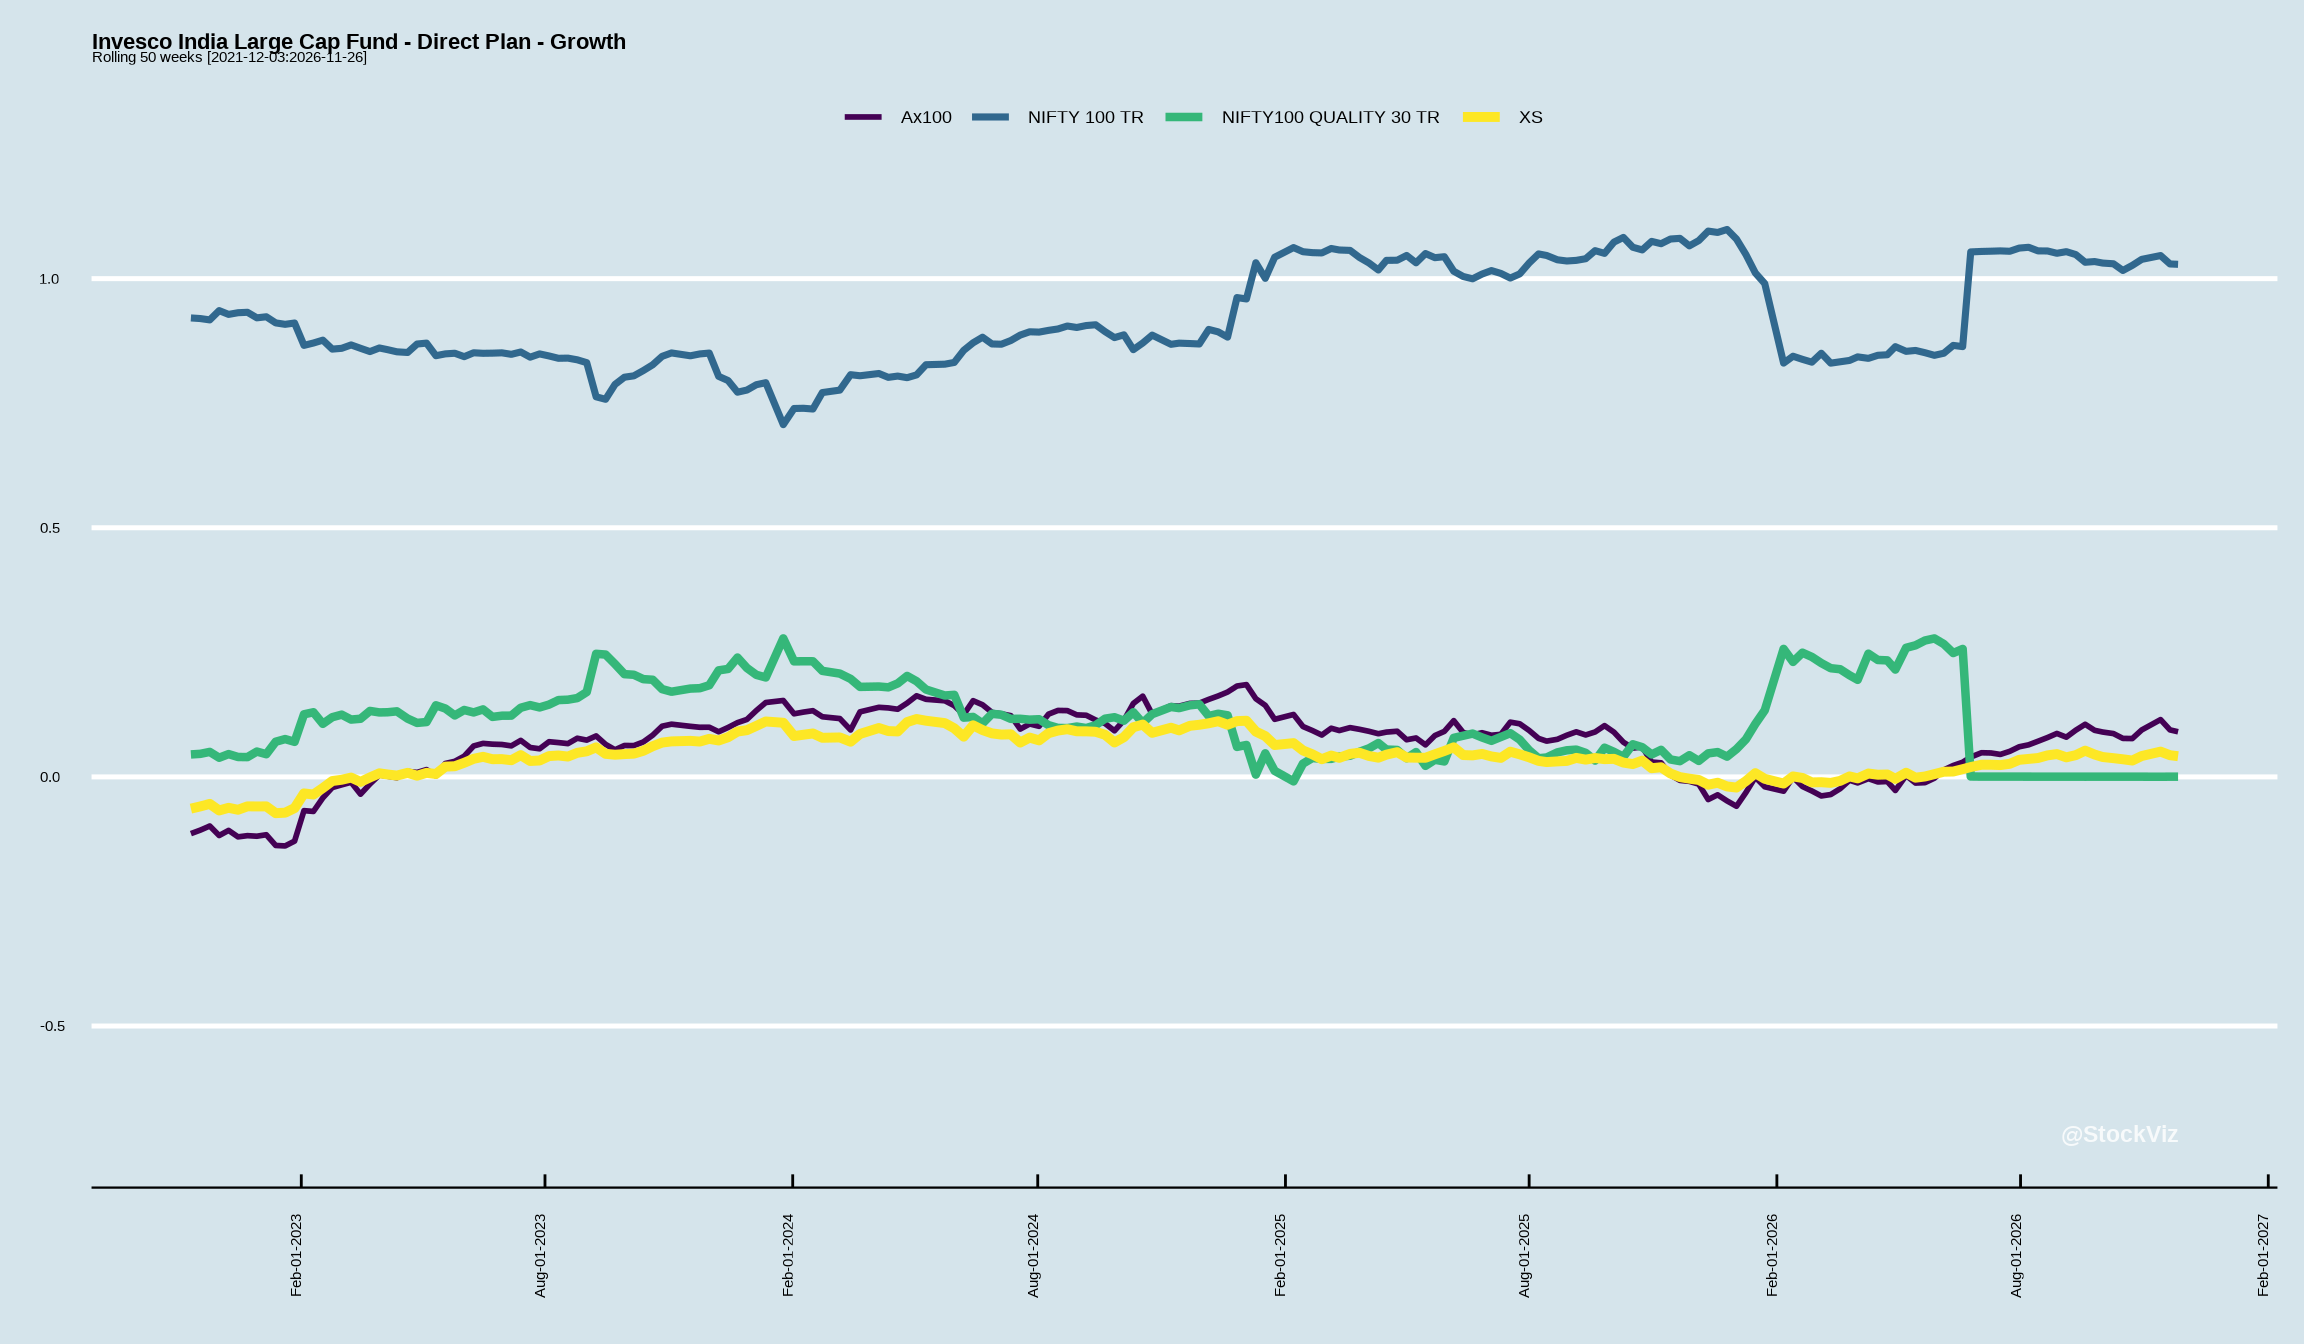 Invesco India Large Cap Fund - Direct Plan - Growth
Rolling 50 weeks [2021-12-03:2026-11-26]
Ax100 NIFTY 100 TR NIFTY100 QUALITY 30 TR XS
1.0
0.5
0.0
-0.5
@StockViz
Feb-01-2023
Aug-01-2023
Feb-01-2024
Aug-01-2024
Feb-01-2025
Aug-01-2025
Feb-01-2026
Aug-01-2026
Feb-01-2027